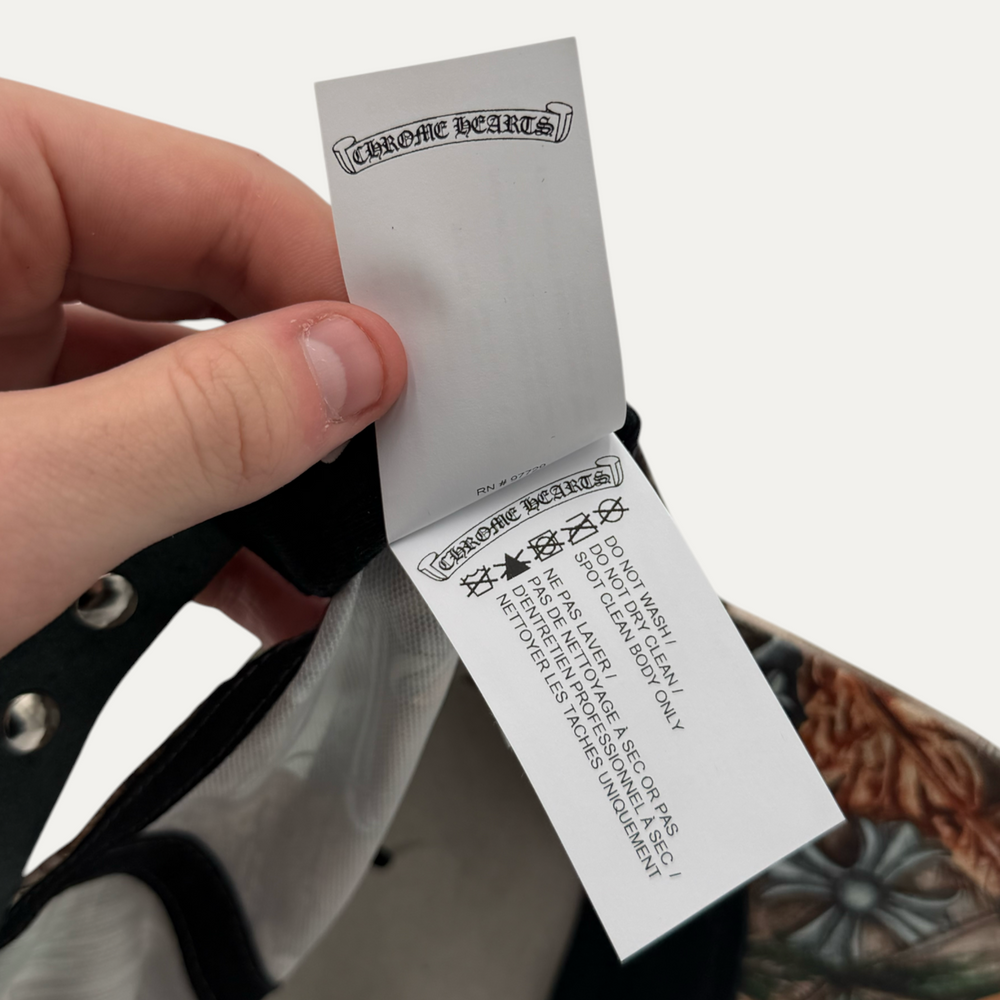 CHROME HEARTS
RN #
CHROME HEARTS
DO NOT WASH /
DO NOT DRY CLEAN /
SPOT CLEAN BODY ONLY
NE PAS LAVER /
PAS DE NETTOYAGE À SEC OR PAS
D'ENTRETIEN PROFESSIONNEL À SEC /
NETTOYER LES TACHES UNIQUEMENT